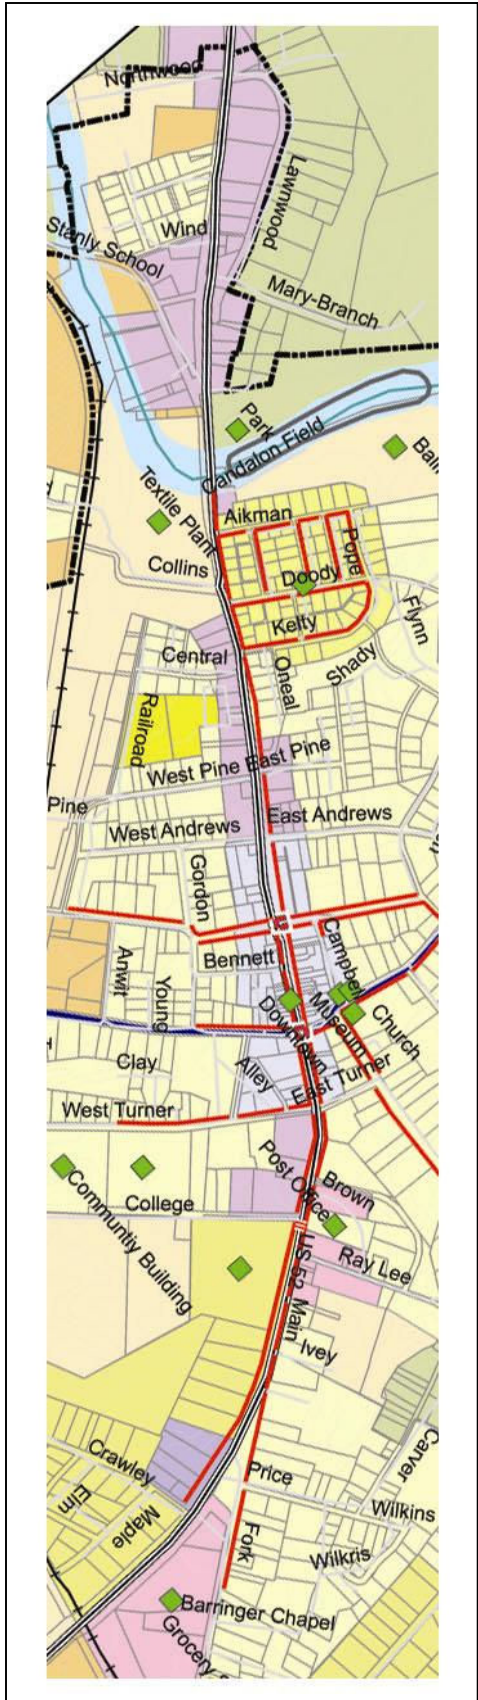 Northwood
Lawnwood
Wind
Stanly School
Mary-Branch
Park
Candalon Field
Textile Plant
Aikman
Pope
Collins
Doody
Flynn
Kelty
Central
Oneal
Shady
Railroad
West Pine East Pine
Pine
West Andrews
East Andrews
Gordon
Bennett
Campbell
Anwit
Young
Museum
Church
Downtown
Clay
Alley
East Turner
West Turner
Post Office
Brown
College
Communtiy Building
US 52
Main
Ray Lee
Ivey
Crawley
Price
Carver
Elm
Maple
Wilkins
Fork
Wilkris
Barringer Chapel
Grocery